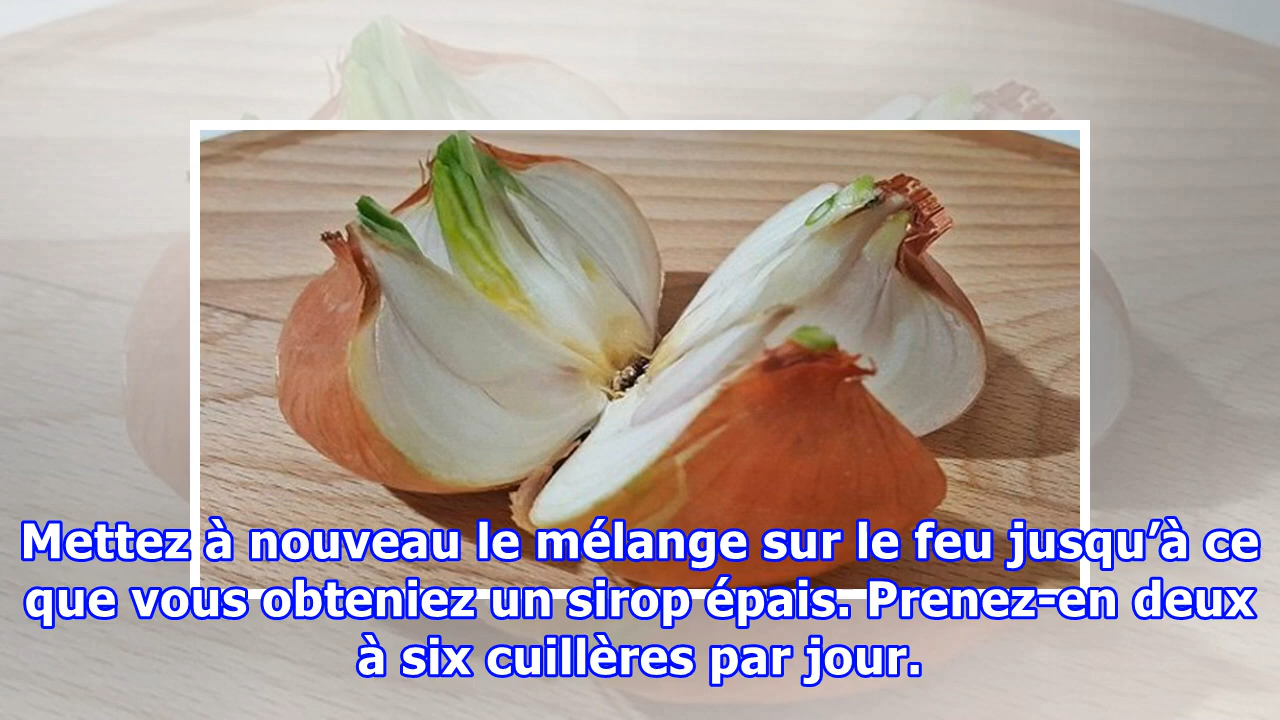 Mettez à nouveau le mélange sur le feu jusqu’à ce
que vous obteniez un sirop épais. Prenez-en deux
à six cuillères par jour.